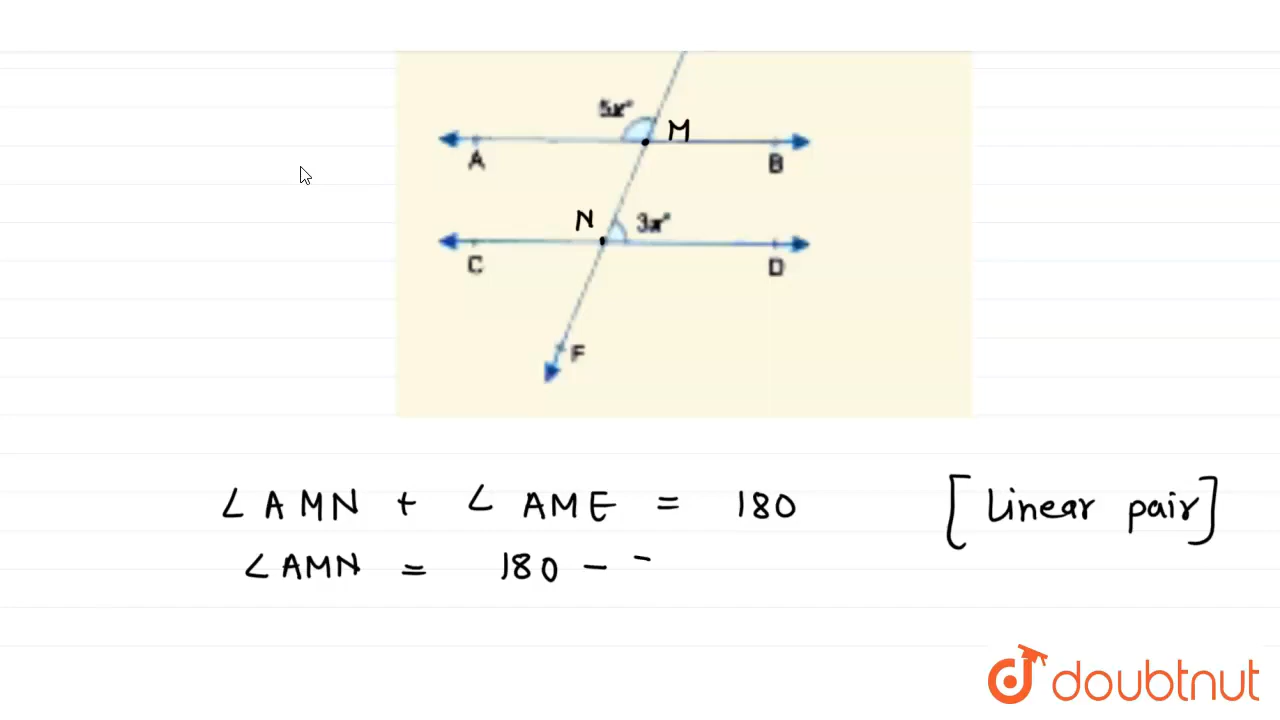 5x°
M
A
B
N
3x°
C
D
F
∠AMN + ∠AME = 180 [Linear pair]
∠AMN = 180 -
doubtnut